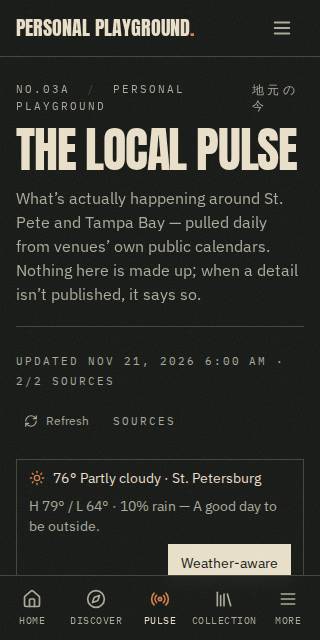 PERSONAL PLAYGROUND.
NO.03A / PERSONAL PLAYGROUND
地元の今
THE LOCAL PULSE
What’s actually happening around St.
Pete and Tampa Bay — pulled daily
from venues’ own public calendars.
Nothing here is made up; when a detail
isn’t published, it says so.
UPDATED NOV 21, 2026 6:00 AM ·
2/2 SOURCES
Refresh SOURCES
76° Partly cloudy · St. Petersburg
H 79° / L 64° · 10% rain — A good day to
be outside.
Weather-aware
HOME DISCOVER PULSE COLLECTION MORE